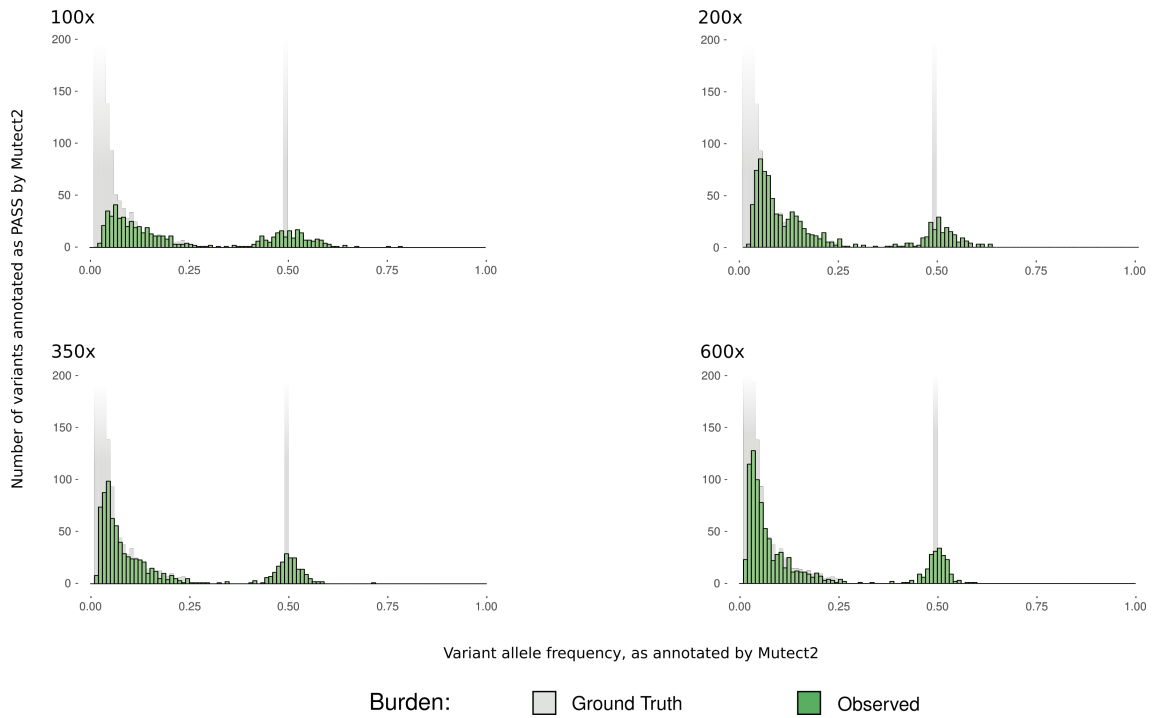 100x
200
150
100
50
0
0.00 0.25 0.50 0.75 1.00
200x
200
150
100
50
0
0.00 0.25 0.50 0.75 1.00
Number of variants annotated as PASS by Mutect2
350x
200
150
100
50
0
0.00 0.25 0.50 0.75 1.00
600x
200
150
100
50
0
0.00 0.25 0.50 0.75 1.00
Variant allele frequency, as annotated by Mutect2
Burden: Ground Truth Observed